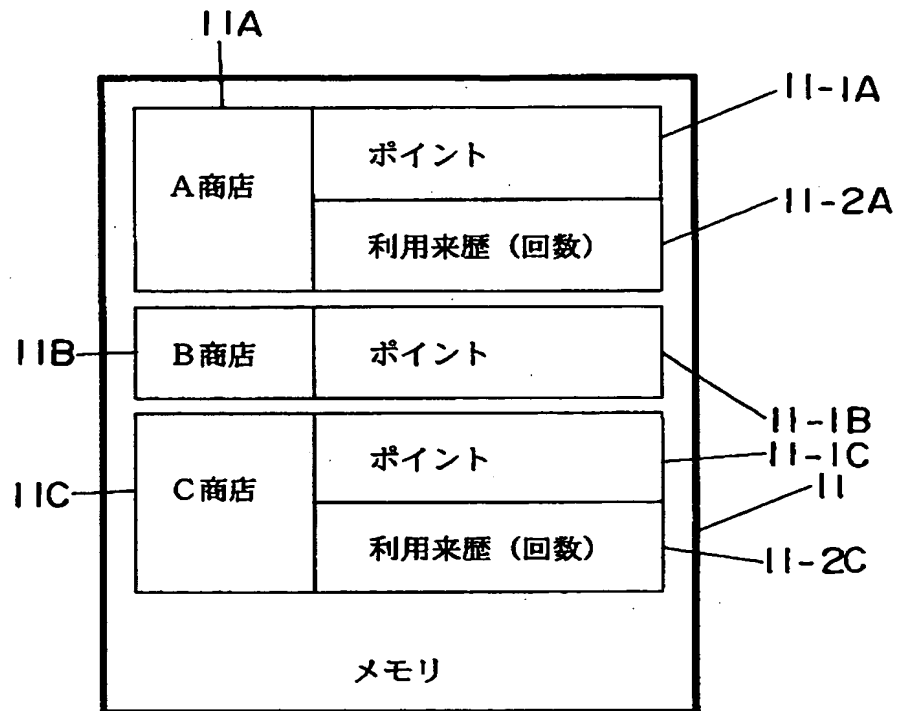 11A
11-1A
A商店
ポイント
11-2A
利用来歴（回数）
11B
B商店
ポイント
11-1B
11-1C
11C
C商店
ポイント
11
利用来歴（回数）
11-2C
メモリ